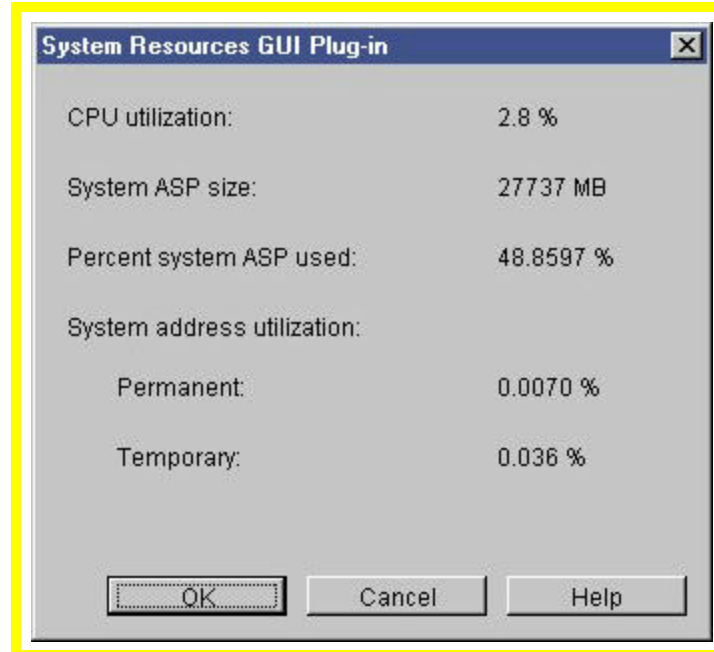 System Resources GUI Plug-in
CPU utilization: 2.8 %
System ASP size: 27737 MB
Percent system ASP used: 48.8597 %
System address utilization:
Permanent: 0.0070 %
Temporary: 0.036 %
OK Cancel Help